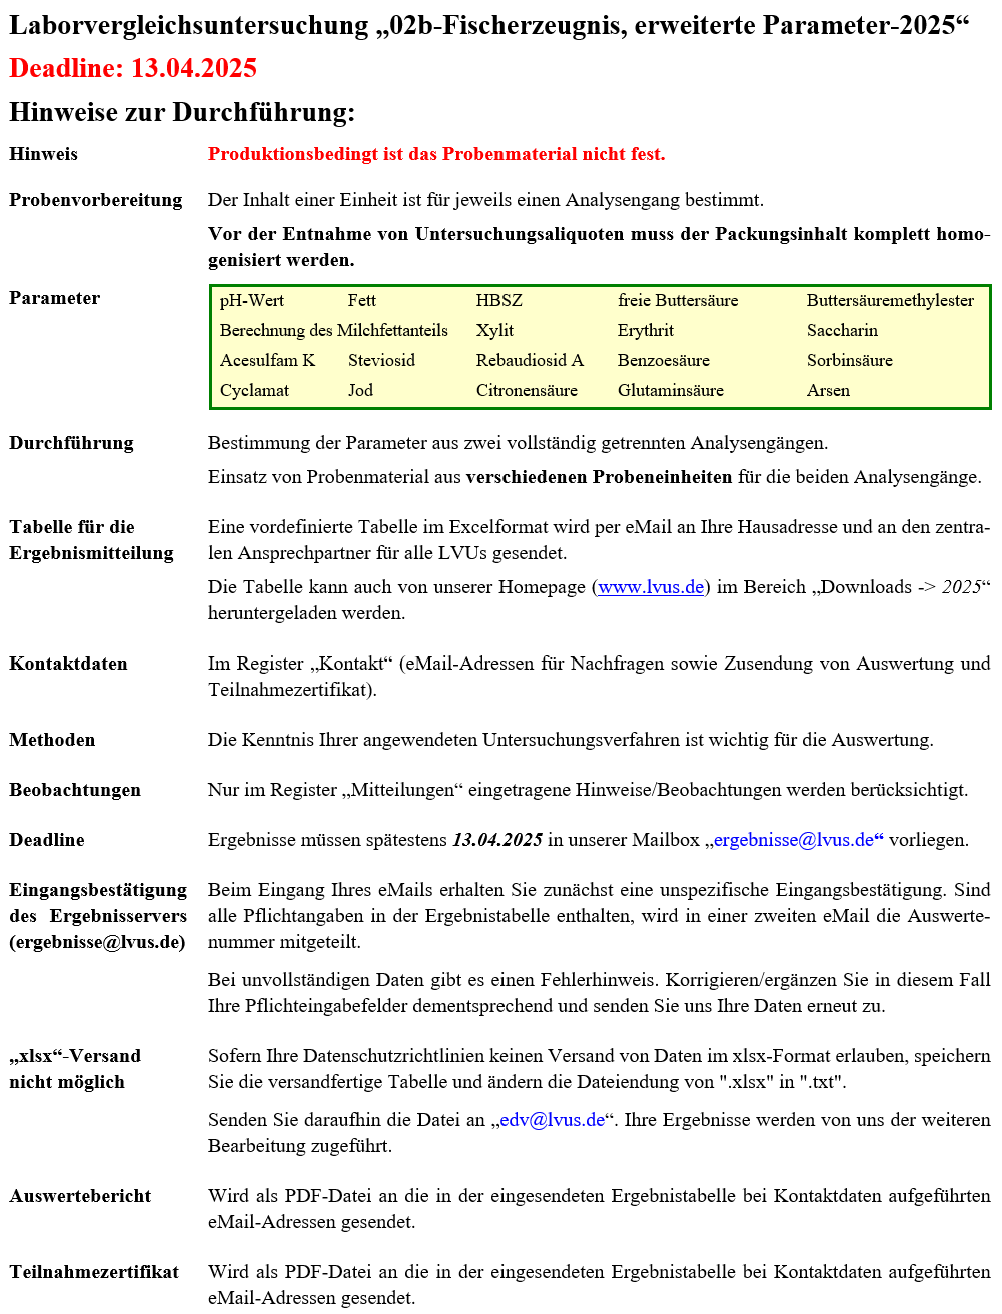 Laborvergleichsuntersuchung „02b-Fischerzeugnis, erweiterte Parameter-2025“
Deadline: 13.04.2025
Hinweise zur Durchführung:
Hinweis Produktionsbedingt ist das Probenmaterial nicht fest.
Probenvorbereitung Der Inhalt einer Einheit ist für jeweils einen Analysengang bestimmt.
Vor der Entnahme von Untersuchungsaliquoten muss der Packungsinhalt komplett homo-
genisiert werden.
Parameter pH-Wert Fett HBSZ freie Buttersäure Buttersäuremethylester
Berechnung des Milchfettanteils Xylit Erythrit Saccharin
Acesulfam K Steviosid Rebaudiosid A Benzoesäure Sorbinsäure
Cyclamat Jod Citronensäure Glutaminsäure Arsen
Durchführung Bestimmung der Parameter aus zwei vollständig getrennten Analysengängen.
Einsatz von Probenmaterial aus verschiedenen Probeneinheiten für die beiden Analysengänge.
Tabelle für die Eine vordefinierte Tabelle im Excelformat wird per eMail an Ihre Hausadresse und an den zentra-
Ergebnismitteilung len Ansprechpartner für alle LVUs gesendet.
Die Tabelle kann auch von unserer Homepage (www.lvus.de) im Bereich „Downloads -> 2025“
heruntergeladen werden.
Kontaktdaten Im Register „Kontakt“ (eMail-Adressen für Nachfragen sowie Zusendung von Auswertung und
Teilnahmezertifikat).
Methoden Die Kenntnis Ihrer angewendeten Untersuchungsverfahren ist wichtig für die Auswertung.
Beobachtungen Nur im Register „Mitteilungen“ eingetragene Hinweise/Beobachtungen werden berücksichtigt.
Deadline Ergebnisse müssen spätestens 13.04.2025 in unserer Mailbox „ergebnisse@lvus.de“ vorliegen.
Eingangsbestätigung Beim Eingang Ihres eMails erhalten Sie zunächst eine unspezifische Eingangsbestätigung. Sind
des Ergebnisservers alle Pflichtangaben in der Ergebnistabelle enthalten, wird in einer zweiten eMail die Auswerte-
(ergebnisse@lvus.de) nummer mitgeteilt.
Bei unvollständigen Daten gibt es einen Fehlerhinweis. Korrigieren/ergänzen Sie in diesem Fall
Ihre Pflichteingabefelder dementsprechend und senden Sie uns Ihre Daten erneut zu.
„xlsx“-Versand Sofern Ihre Datenschutzrichtlinien keinen Versand von Daten im xlsx-Format erlauben, speichern
nicht möglich Sie die versandfertige Tabelle und ändern die Dateiendung von ".xlsx" in ".txt".
Senden Sie daraufhin die Datei an „edv@lvus.de“. Ihre Ergebnisse werden von uns der weiteren
Bearbeitung zugeführt.
Auswertebericht Wird als PDF-Datei an die in der eingesendeten Ergebnistabelle bei Kontaktdaten aufgeführten
eMail-Adressen gesendet.
Teilnahmezertifikat Wird als PDF-Datei an die in der eingesendeten Ergebnistabelle bei Kontaktdaten aufgeführten
eMail-Adressen gesendet.